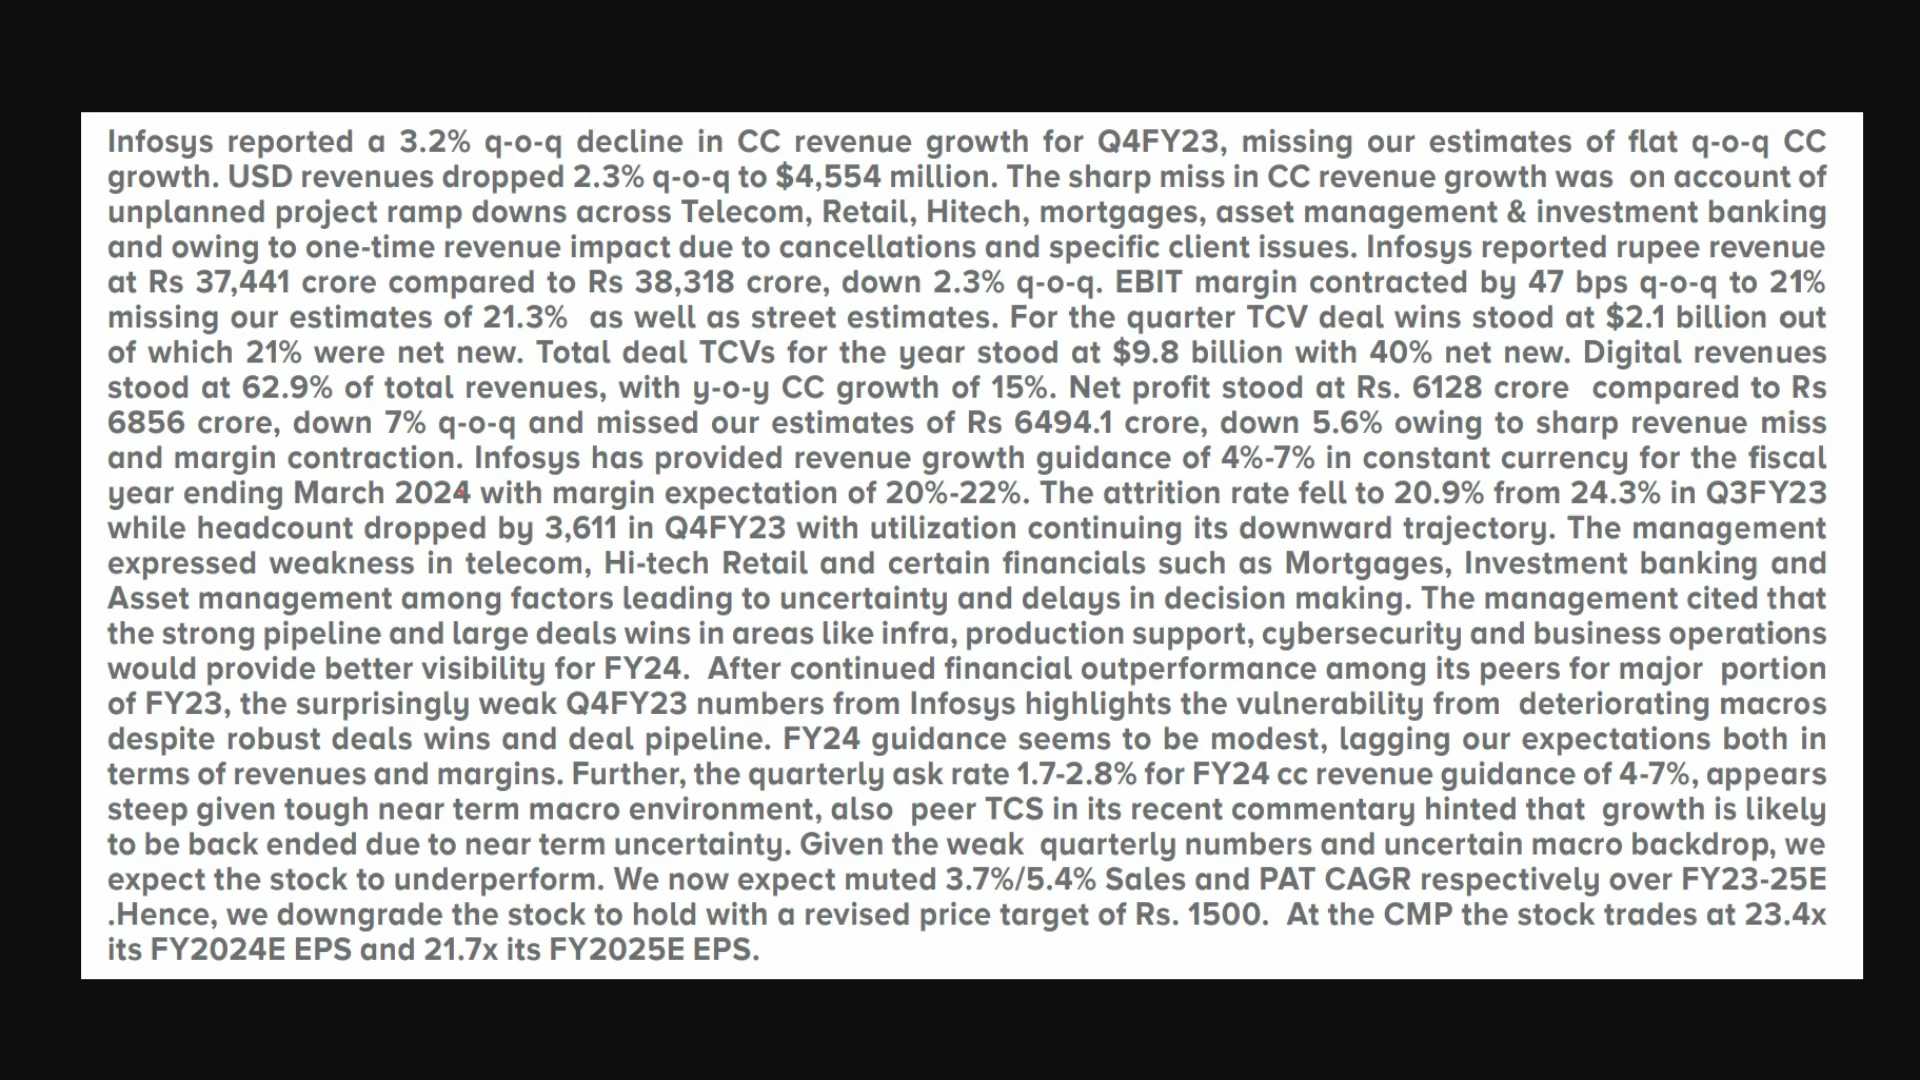 Infosys reported a 3.2% q-o-q decline in CC revenue growth for Q4FY23, missing our estimates of flat q-o-q CC
growth. USD revenues dropped 2.3% q-o-q to $4,554 million. The sharp miss in CC revenue growth was on account of
unplanned project ramp downs across Telecom, Retail, Hitech, mortgages, asset management & investment banking
and owing to one-time revenue impact due to cancellations and specific client issues. Infosys reported rupee revenue
at Rs 37,441 crore compared to Rs 38,318 crore, down 2.3% q-o-q. EBIT margin contracted by 47 bps q-o-q to 21%
missing our estimates of 21.3% as well as street estimates. For the quarter TCV deal wins stood at $2.1 billion out
of which 21% were net new. Total deal TCVs for the year stood at $9.8 billion with 40% net new. Digital revenues
stood at 62.9% of total revenues, with y-o-y CC growth of 15%. Net profit stood at Rs. 6128 crore compared to Rs
6856 crore, down 7% q-o-q and missed our estimates of Rs 6494.1 crore, down 5.6% owing to sharp revenue miss
and margin contraction. Infosys has provided revenue growth guidance of 4%-7% in constant currency for the fiscal
year ending March 2024 with margin expectation of 20%-22%. The attrition rate fell to 20.9% from 24.3% in Q3FY23
while headcount dropped by 3,611 in Q4FY23 with utilization continuing its downward trajectory. The management
expressed weakness in telecom, Hi-tech Retail and certain financials such as Mortgages, Investment banking and
Asset management among factors leading to uncertainty and delays in decision making. The management cited that
the strong pipeline and large deals wins in areas like infra, production support, cybersecurity and business operations
would provide better visibility for FY24. After continued financial outperformance among its peers for major portion
of FY23, the surprisingly weak Q4FY23 numbers from Infosys highlights the vulnerability from deteriorating macros
despite robust deals wins and deal pipeline. FY24 guidance seems to be modest, lagging our expectations both in
terms of revenues and margins. Further, the quarterly ask rate 1.7-2.8% for FY24 cc revenue guidance of 4-7%, appears
steep given tough near term macro environment, also peer TCS in its recent commentary hinted that growth is likely
to be back ended due to near term uncertainty. Given the weak quarterly numbers and uncertain macro backdrop, we
expect the stock to underperform. We now expect muted 3.7%/5.4% Sales and PAT CAGR respectively over FY23-25E
.Hence, we downgrade the stock to hold with a revised price target of Rs. 1500. At the CMP the stock trades at 23.4x
its FY2024E EPS and 21.7x its FY2025E EPS.